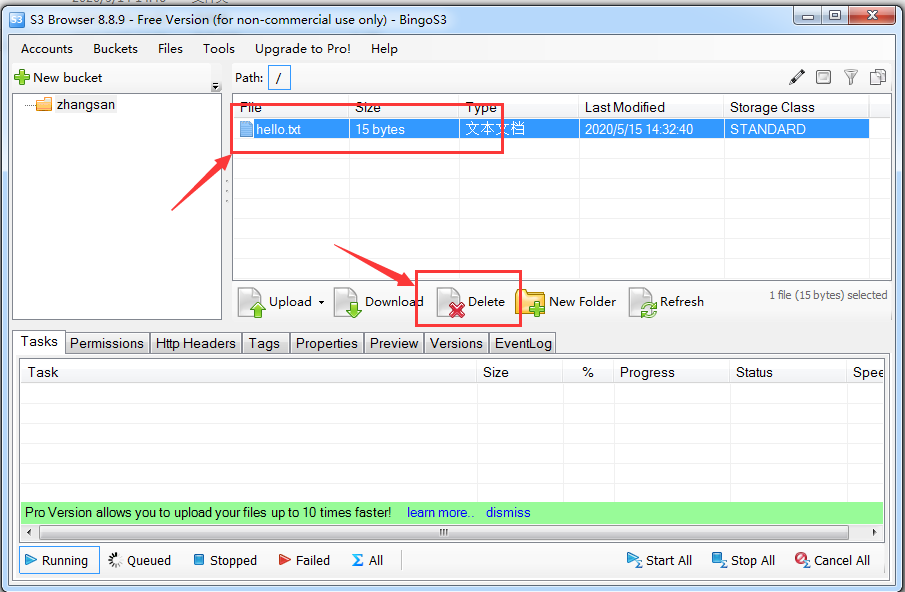 S3 Browser 8.8.9 - Free Version (for non-commercial use only) - BingoS3
Accounts Buckets Files Tools Upgrade to Pro! Help
New bucket
Path: /
zhangsan
File Size Type Last Modified Storage Class
hello.txt 15 bytes 文本文档 2020/5/15 14:32:40 STANDARD
Upload Download Delete New Folder Refresh 1 file (15 bytes) selected
Tasks Permissions Http Headers Tags Properties Preview Versions EventLog
Task Size % Progress Status Spee
Pro Version allows you to upload your files up to 10 times faster! learn more.. dismiss
Running Queued Stopped Failed All Start All Stop All Cancel All